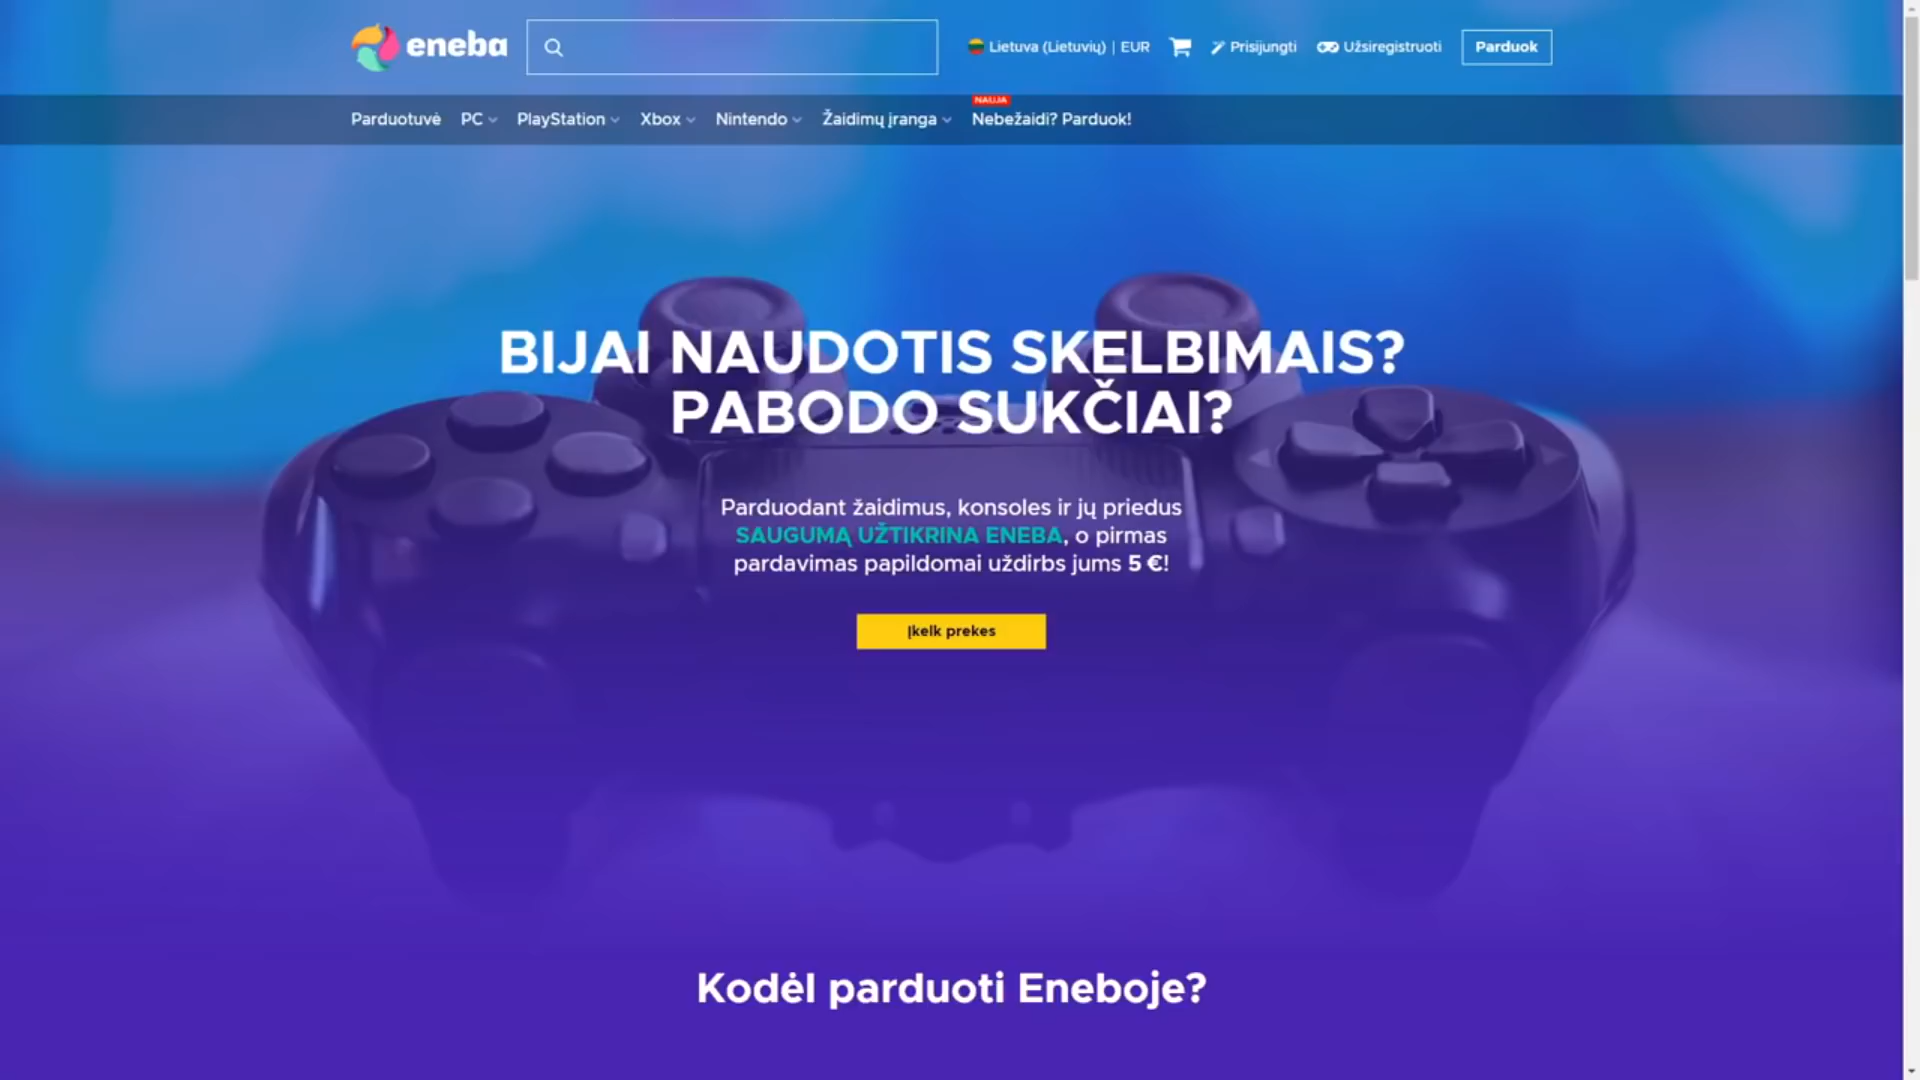 eneba
Lietuva (Lietuvių) | EUR
Prisijungti
Užsiregistruoti
Parduok
NAUJA
Parduotuvė PC PlayStation Xbox Nintendo Žaidimų įranga Nebežaidi? Parduok!
BIJAI NAUDOTIS SKELBIMAIS?
PABODO SUKČIAI?
Parduodant žaidimus, konsoles ir jų priedus
SAUGUMĄ UŽTIKRINA ENEBA, o pirmas
pardavimas papildomai uždirbs jums 5 €!
Įkelk prekes
Kodėl parduoti Eneboje?